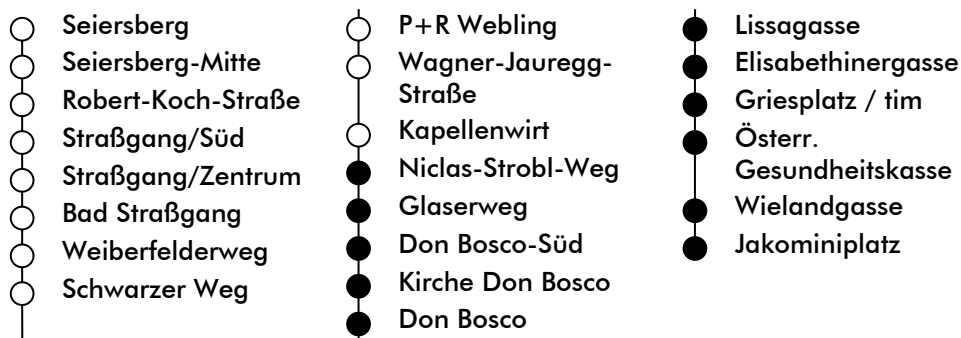 Seiersberg
Seiersberg-Mitte
Robert-Koch-Straße
Straßgang/Süd
Straßgang/Zentrum
Bad Straßgang
Weiberfelderweg
Schwarzer Weg
P+R Webling
Wagner-Jauregg-
Straße
Kapellenwirt
Niclas-Strobl-Weg
Glaserweg
Don Bosco-Süd
Kirche Don Bosco
Don Bosco
Lissagasse
Elisabethinergasse
Griesplatz / tim
Österr.
Gesundheitskasse
Wielandgasse
Jakominiplatz